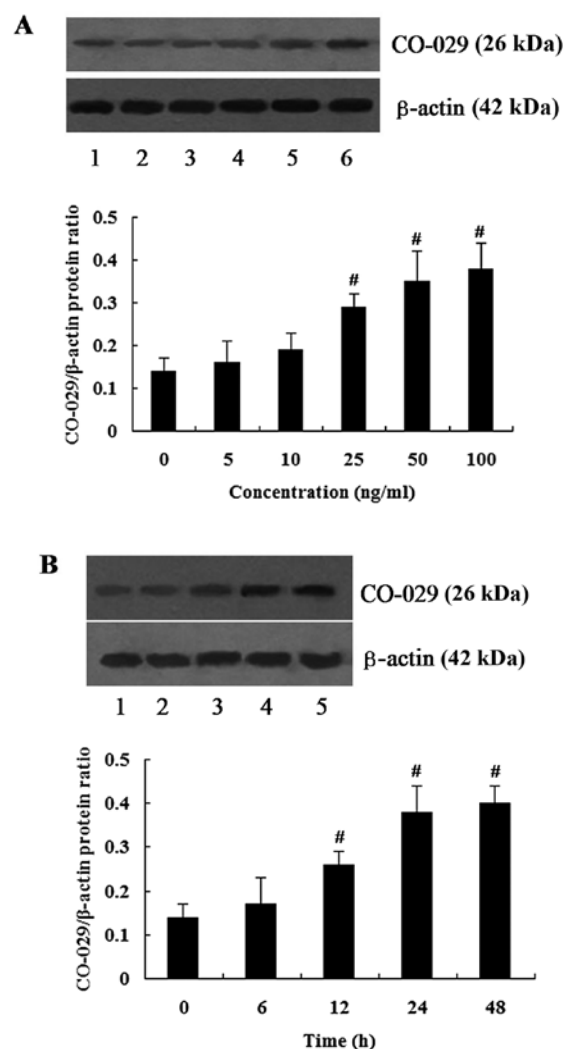 A
CO-029 (26 kDa)
β-actin (42 kDa)
1 2 3 4 5 6
CO-029/β-actin protein ratio
0.5
0.4
0.3
0.2
0.1
0
# # #
0 5 10 25 50 100
Concentration (ng/ml)
B
CO-029 (26 kDa)
β-actin (42 kDa)
1 2 3 4 5
CO-029/β-actin protein ratio
0.5
0.4
0.3
0.2
0.1
0
# # #
0 6 12 24 48
Time (h)